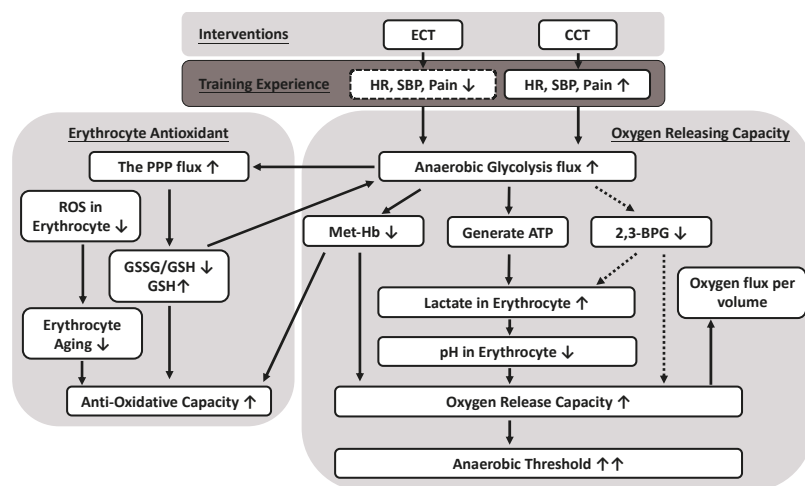 Interventions
ECT
CCT
Training Experience
HR, SBP, Pain ↓
HR, SBP, Pain ↑
Erythrocyte Antioxidant
Oxygen Releasing Capacity
The PPP flux ↑
Anaerobic Glycolysis flux ↑
ROS in
Erythrocyte ↓
Met-Hb ↓
Generate ATP
2,3-BPG ↓
GSSG/GSH ↓
GSH↑
Oxygen flux per
volume
Lactate in Erythrocyte ↑
Erythrocyte
Aging ↓
pH in Erythrocyte ↓
Anti-Oxidative Capacity ↑
Oxygen Release Capacity ↑
Anaerobic Threshold ↑↑